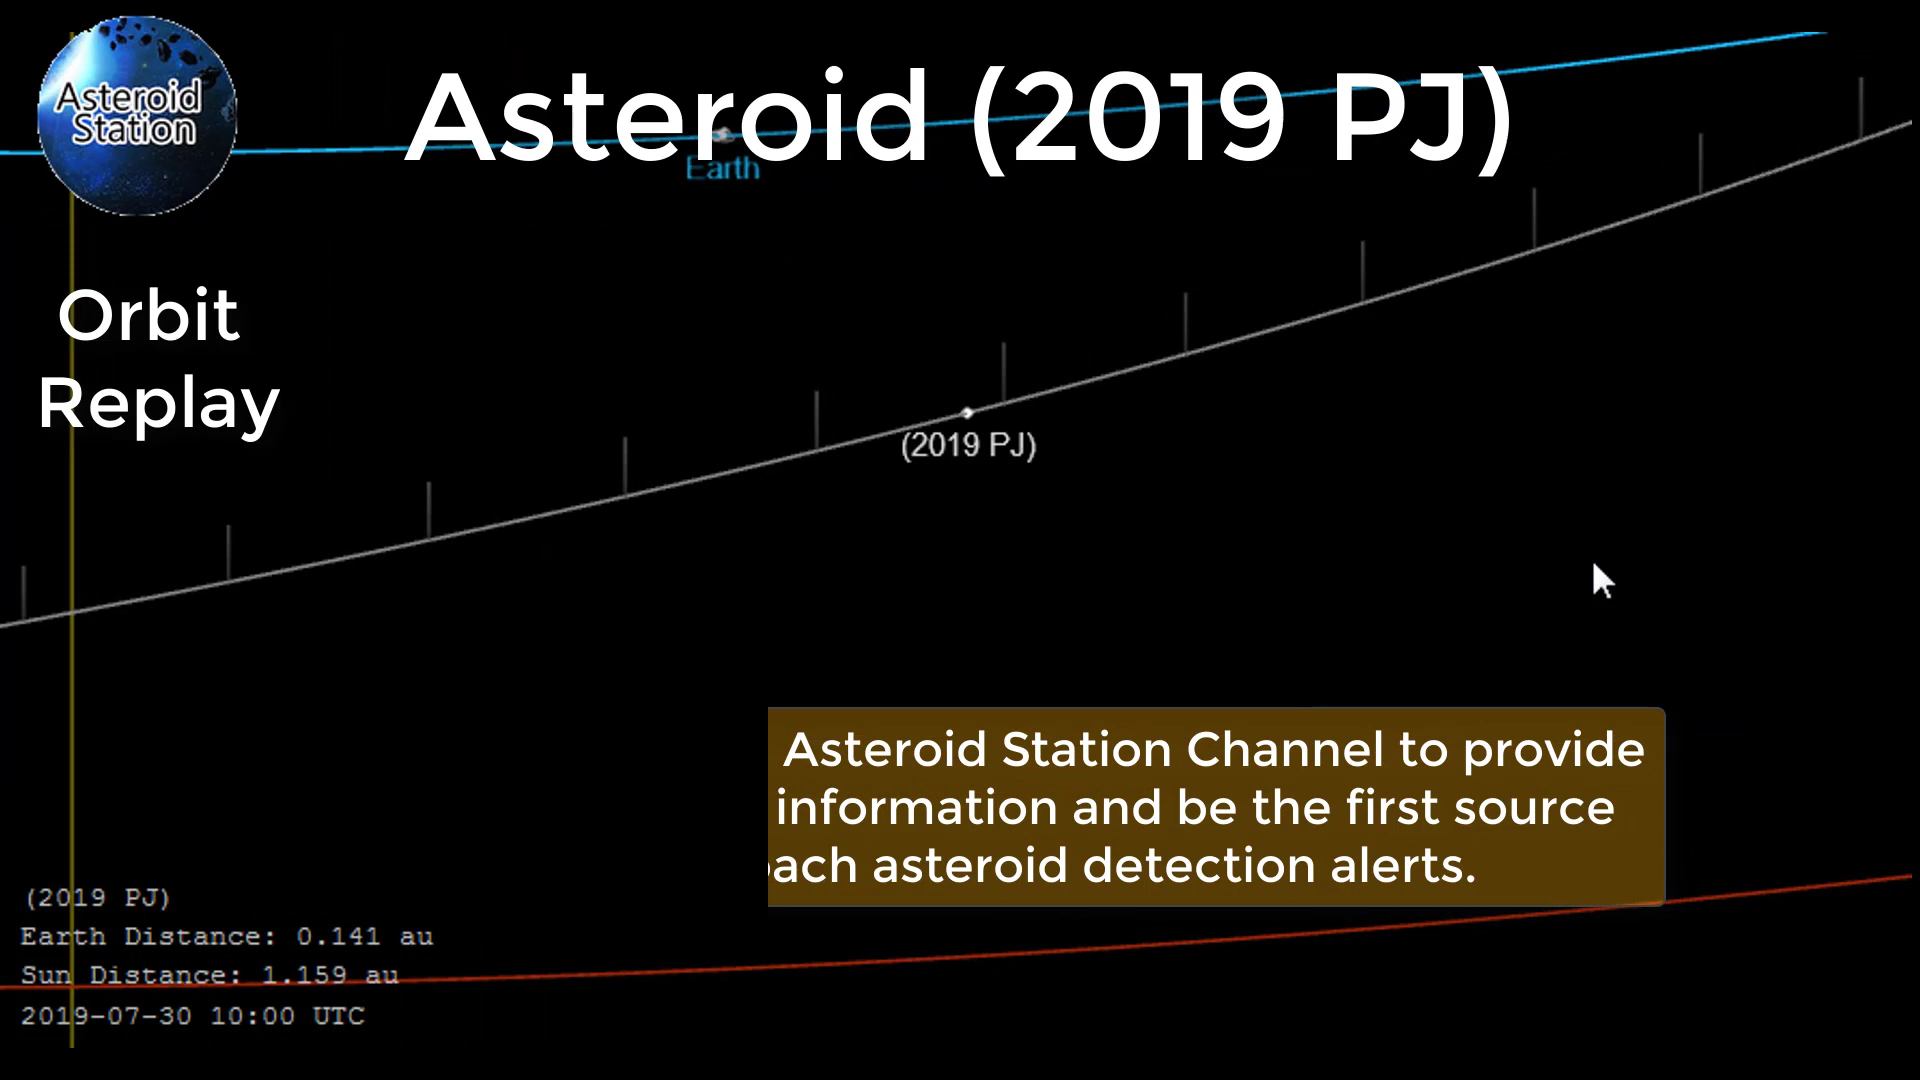 Asteroid
Station
Asteroid (2019 PJ)
Earth
Orbit
Replay
(2019 PJ)
Asteroid Station Channel to provide
information and be the first source
asteroid detection alerts.
(2019 PJ)
Earth Distance: 0.141 au
Sun Distance: 1.159 au
2019-07-30 10:00 UTC